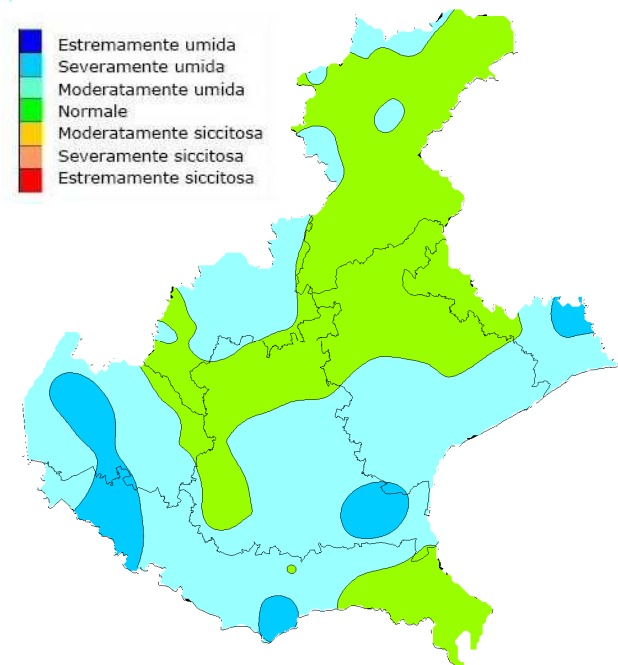 Estremamente umida
Severamente umida
Moderatamente umida
Normale
Moderatamente siccitosa
Severamente siccitosa
Estremamente siccitosa